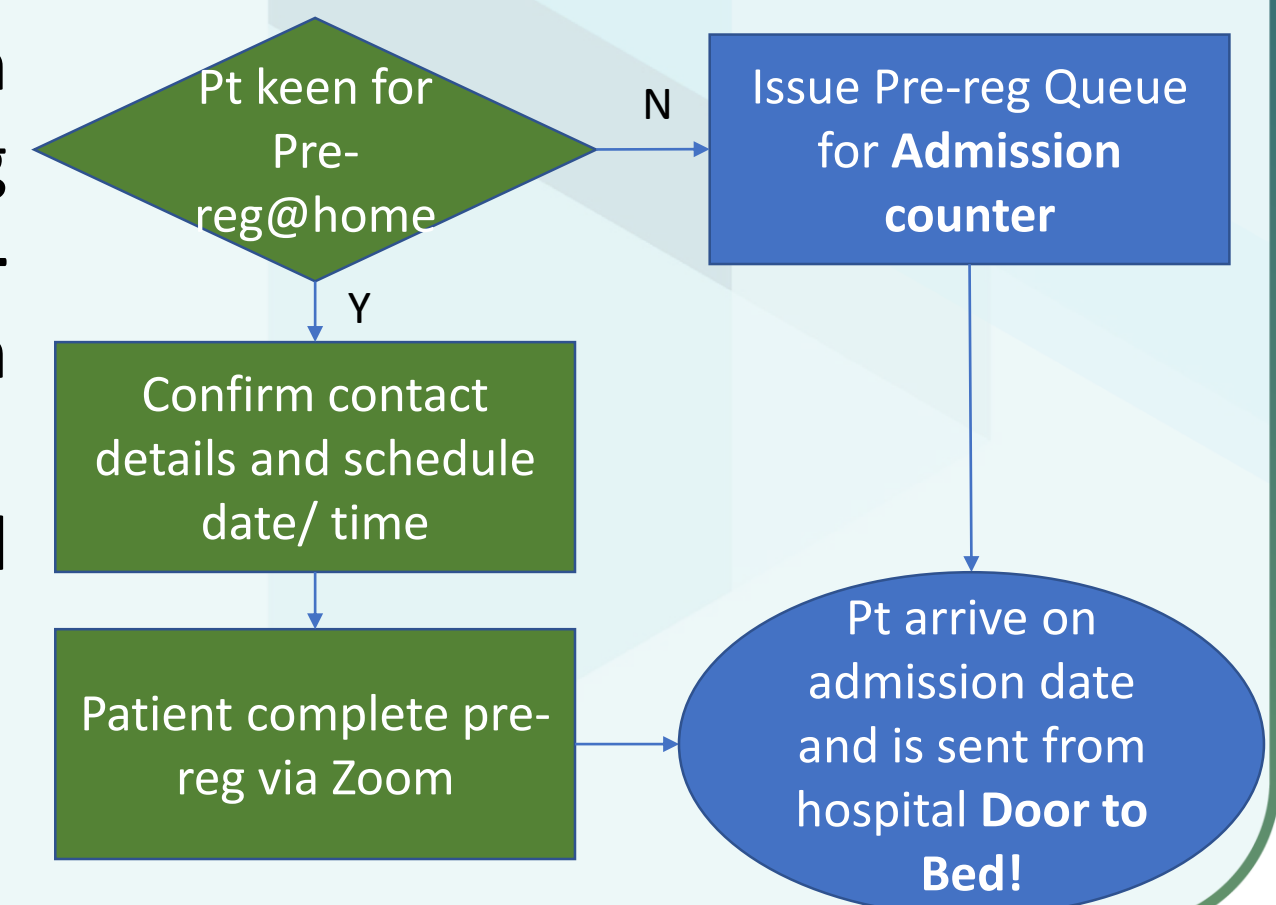 Pt keen for
Pre-
reg@home
N
Issue Pre-reg Queue
for Admission
counter
Y
Confirm contact
details and schedule
date/ time
Patient complete pre-
reg via Zoom
Pt arrive on
admission date
and is sent from
hospital Door to
Bed!